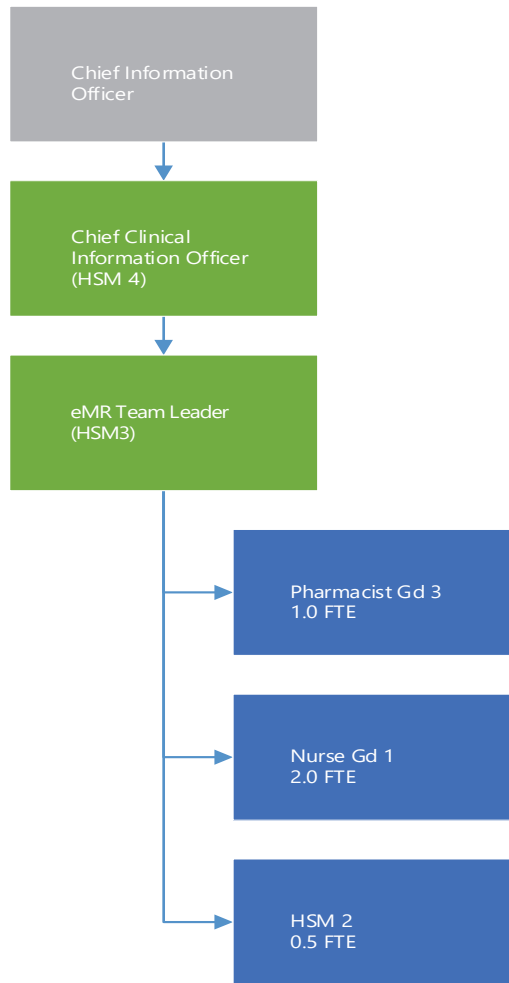 Chief Information
Officer
Chief Clinical
Information Officer
(HSM 4)
eMR Team Leader
(HSM3)
Pharmacist Gd 3
1.0 FTE
Nurse Gd 1
2.0 FTE
HSM 2
0.5 FTE